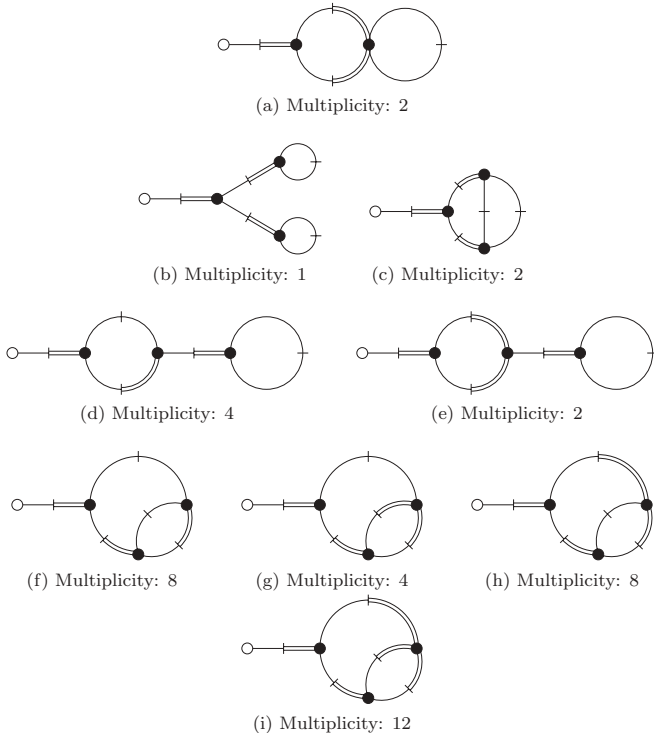 (a) Multiplicity: 2
(b) Multiplicity: 1
(c) Multiplicity: 2
(d) Multiplicity: 4
(e) Multiplicity: 2
(f) Multiplicity: 8
(g) Multiplicity: 4
(h) Multiplicity: 8
(i) Multiplicity: 12